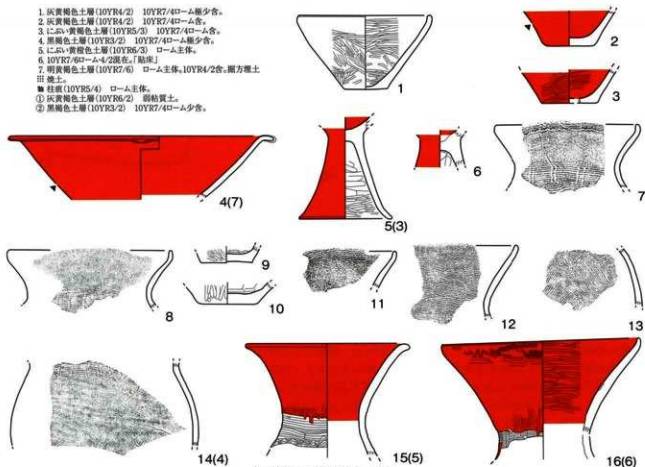 1. 灰黄褐色土層(10YR4/2) 10YR7/4ローム極少含。
2. 灰黄褐色土層(10YR4/2) 10YR7/4ローム含。
3. にぶい黄褐色土層(10YR5/3) 10YR7/4ローム含。
4. 黒褐色土層(10YR3/2) 10YR7/4ローム極少含。
5. にぶい黄橙色土層(10YR6/3) ローム主体。
6. 10YR7/6ローム・4/2混在。「貼床」
7. 明黄褐色土層(10YR7/6) ローム主体。10YR4/2含。掘方埋土
焼土。
柱痕(10YR5/4) ローム主体。
① 灰黄褐色土層(10YR6/2) 弱粘質土。
② 黒褐色土層(10YR3/2) 10YR7/4ローム少含。
1
2
3
4(7)
5(3)
6
7
8
9
10
11
12
13
14(4)
15(5)
16(6)